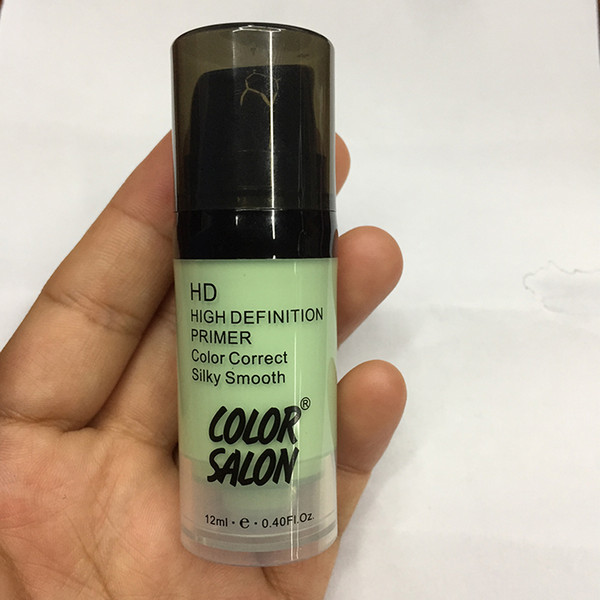 HD
HIGH DEFINITION
PRIMER
Color Correct
Silky Smooth
COLOR®
SALON
12ml · e · 0.40Fl.Oz.